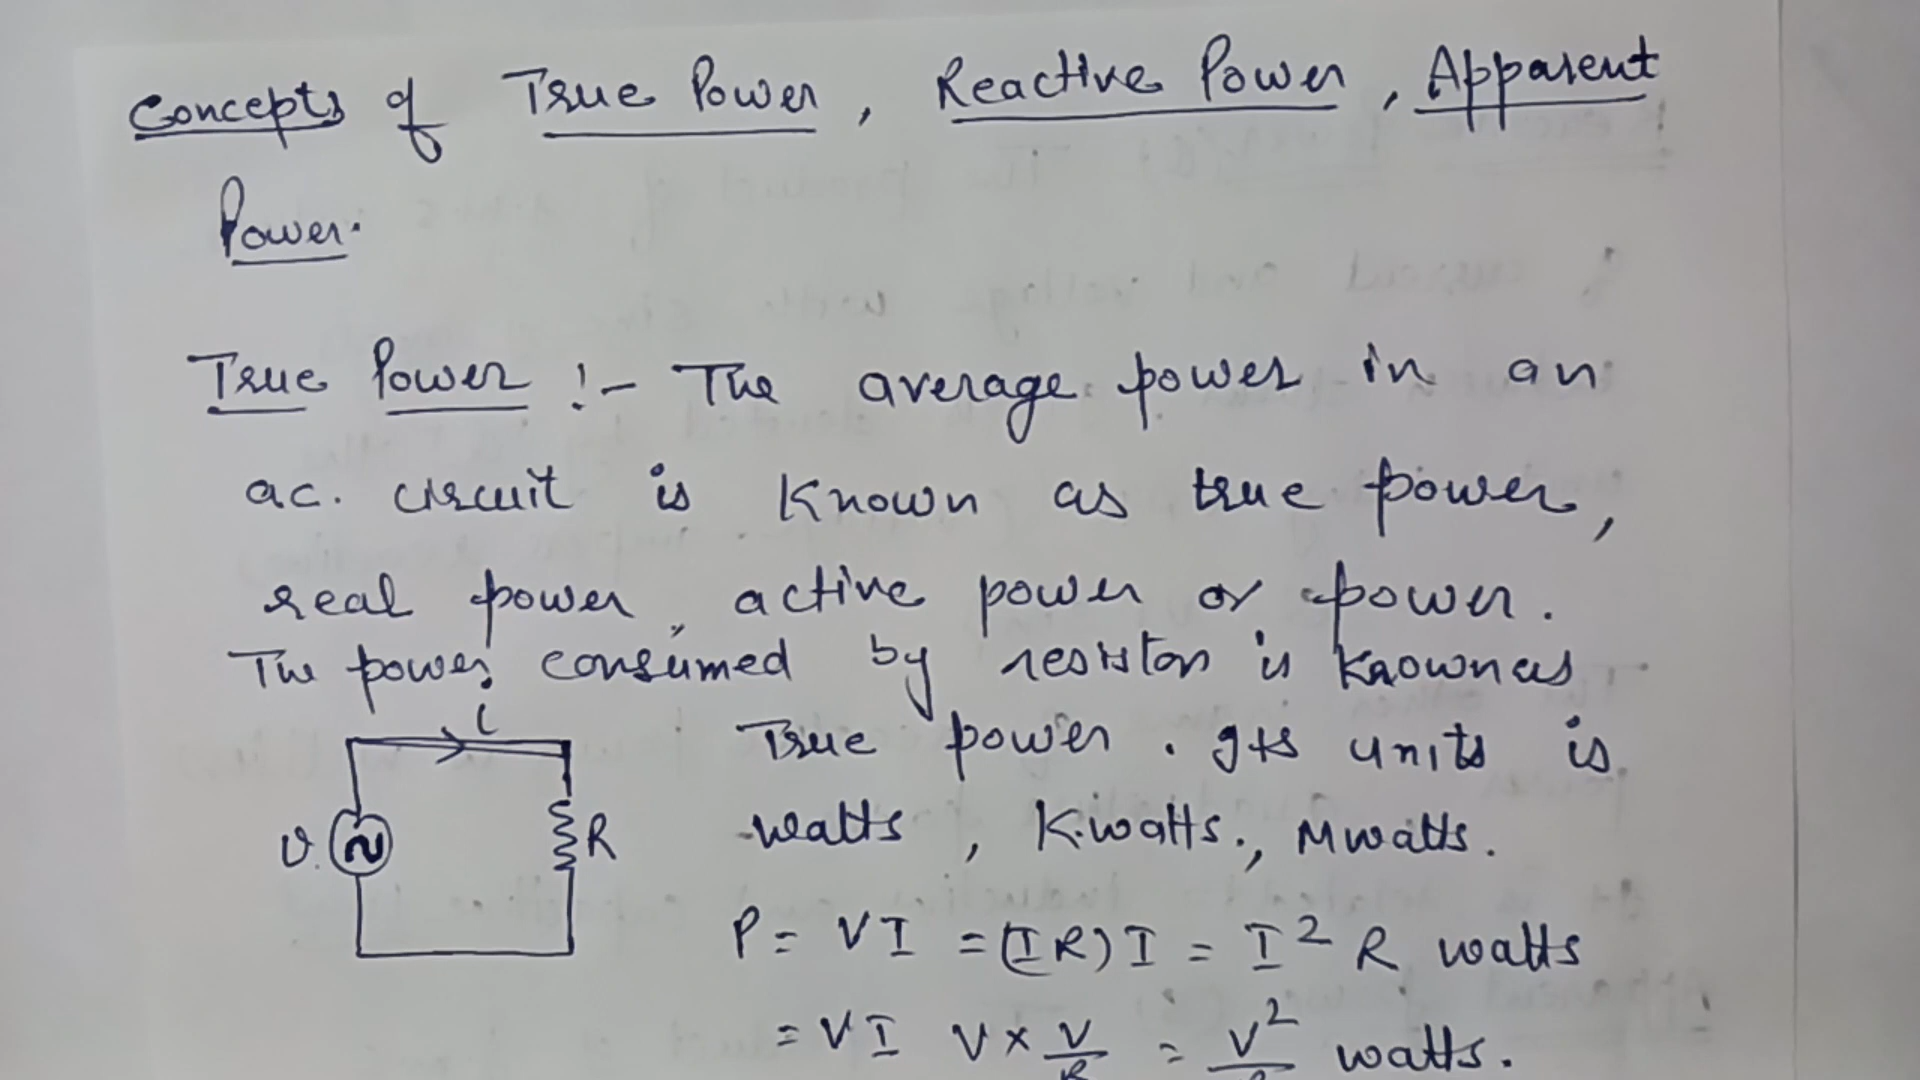 Concepts of True Power, Reactive Power, Apparent
Power.
True Power :- The average power in an
ac. circuit is known as true power,
real power, active power or power.
The power consumed by resistor is known as
i
True power. Its units is
v
R
watts, K.watts., Mwatts.
P = VI = (IR) I = I² R watts
= VI V × V/R = V²/R watts.